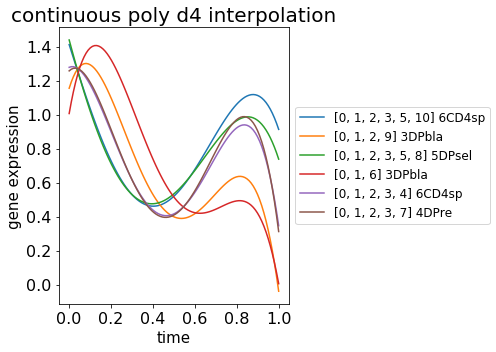 continuous poly d4 interpolation
gene expression
1.4
1.2
1.0
0.8
0.6
0.4
0.2
0.0
0.0 0.2 0.4 0.6 0.8 1.0
time
[0, 1, 2, 3, 5, 10] 6CD4sp
[0, 1, 2, 9] 3DPbla
[0, 1, 2, 3, 5, 8] 5DPsel
[0, 1, 6] 3DPbla
[0, 1, 2, 3, 4] 6CD4sp
[0, 1, 2, 3, 7] 4DPre